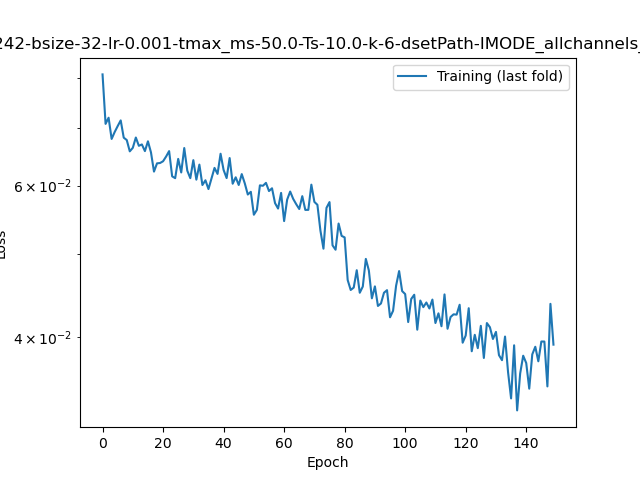 242-bsize-32-lr-0.001-tmax_ms-50.0-Ts-10.0-k-6-dsetPath-IMODE_allchannels_
Training (last fold)
6 × 10⁻²
4 × 10⁻²
Loss
0 20 40 60 80 100 120 140
Epoch